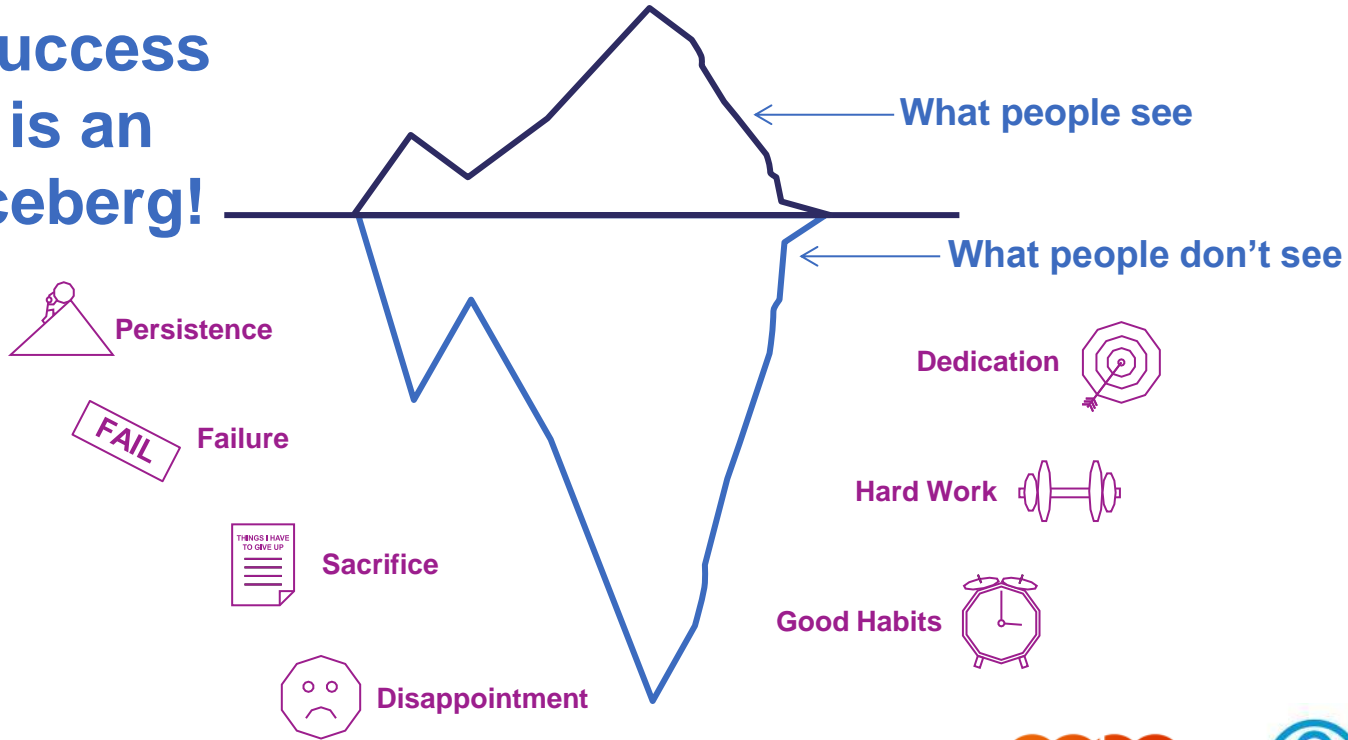 uccess
is an
ceberg!
What people see
What people don’t see
Persistence
Dedication
FAIL
Failure
Hard Work
THINGS I HAVE
TO GIVE UP
Sacrifice
Good Habits
Disappointment